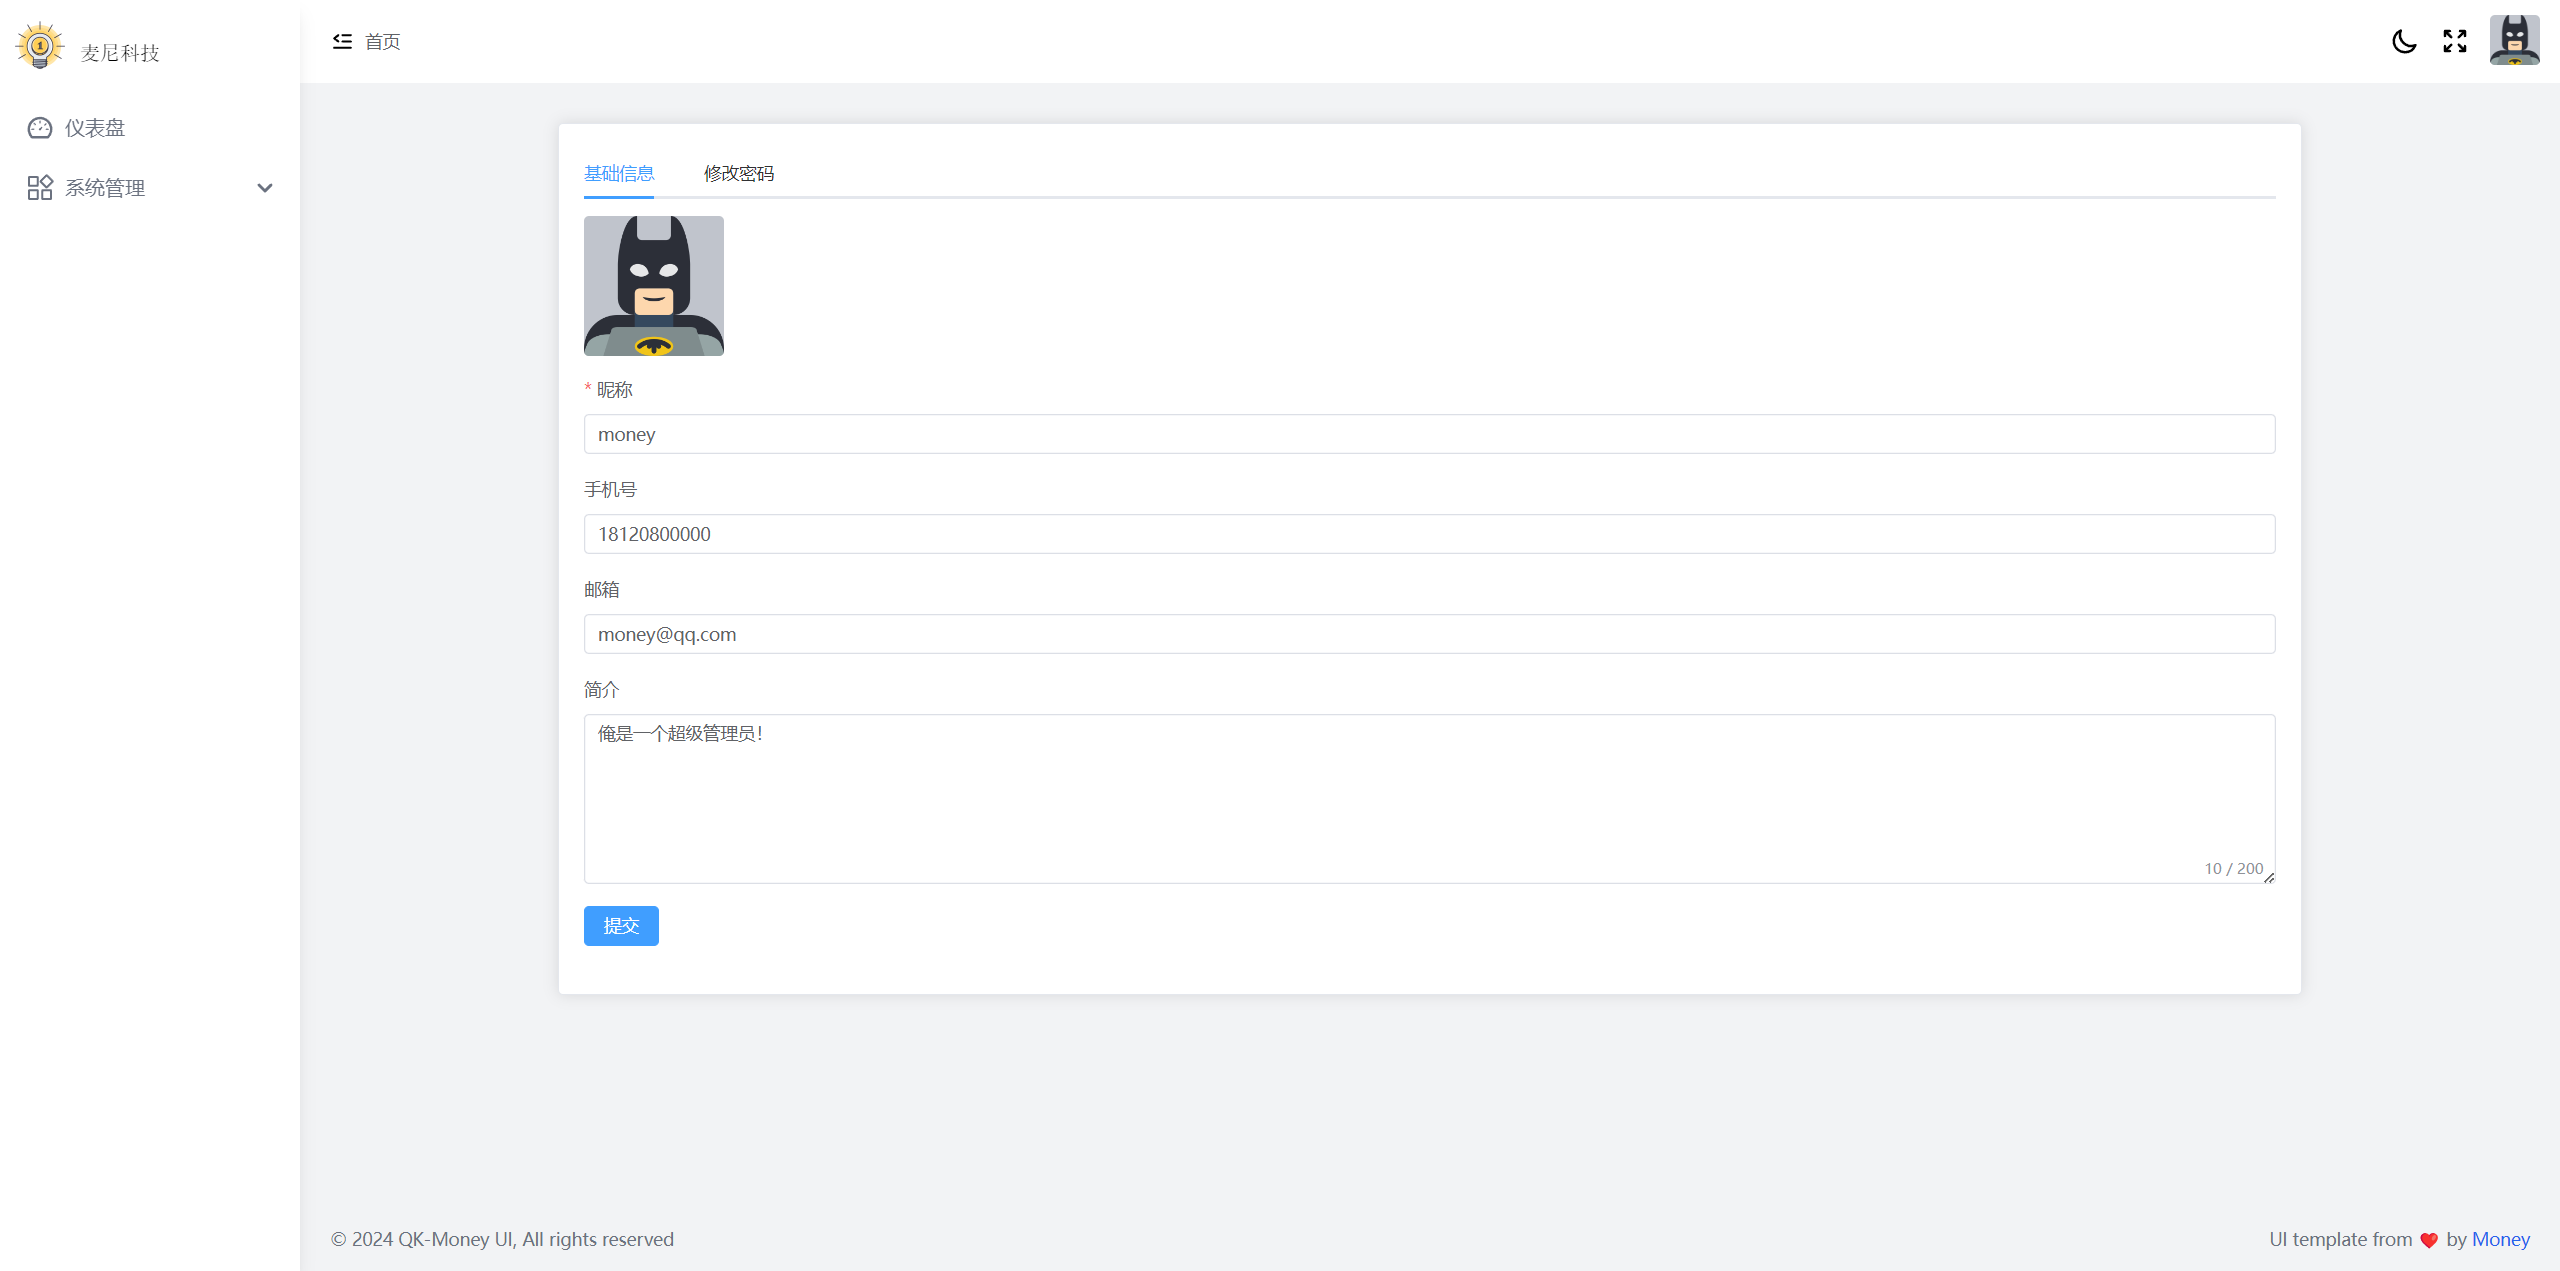 麦尼科技
首页
仪表盘
系统管理
基础信息
修改密码
* 昵称
money
手机号
18120800000
邮箱
money@qq.com
简介
俺是一个超级管理员！
10 / 200
提交
© 2024 QK-Money UI, All rights reserved
UI template from ❤️ by Money